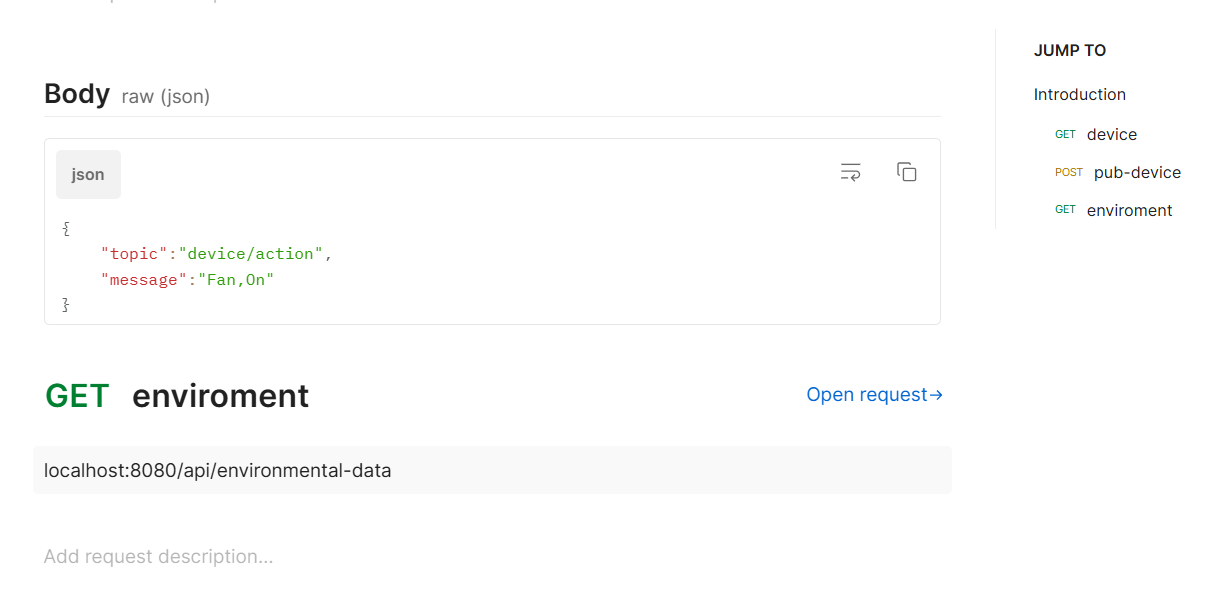 Body raw (json)
json
{
"topic":"device/action",
"message":"Fan,On"
}
GET enviroment
Open request→
localhost:8080/api/environmental-data
Add request description...
JUMP TO
Introduction
GET device
POST pub-device
GET enviroment